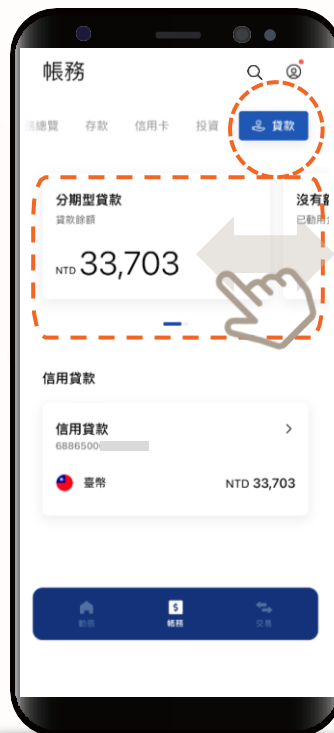 帳務
總覽 存款 信用卡 投資 貸款
分期型貸款
貸款餘額
NTD 33,703
沒有
已動用
信用貸款
信用貸款
6886500
臺幣
NTD 33,703
$
帳務
交易